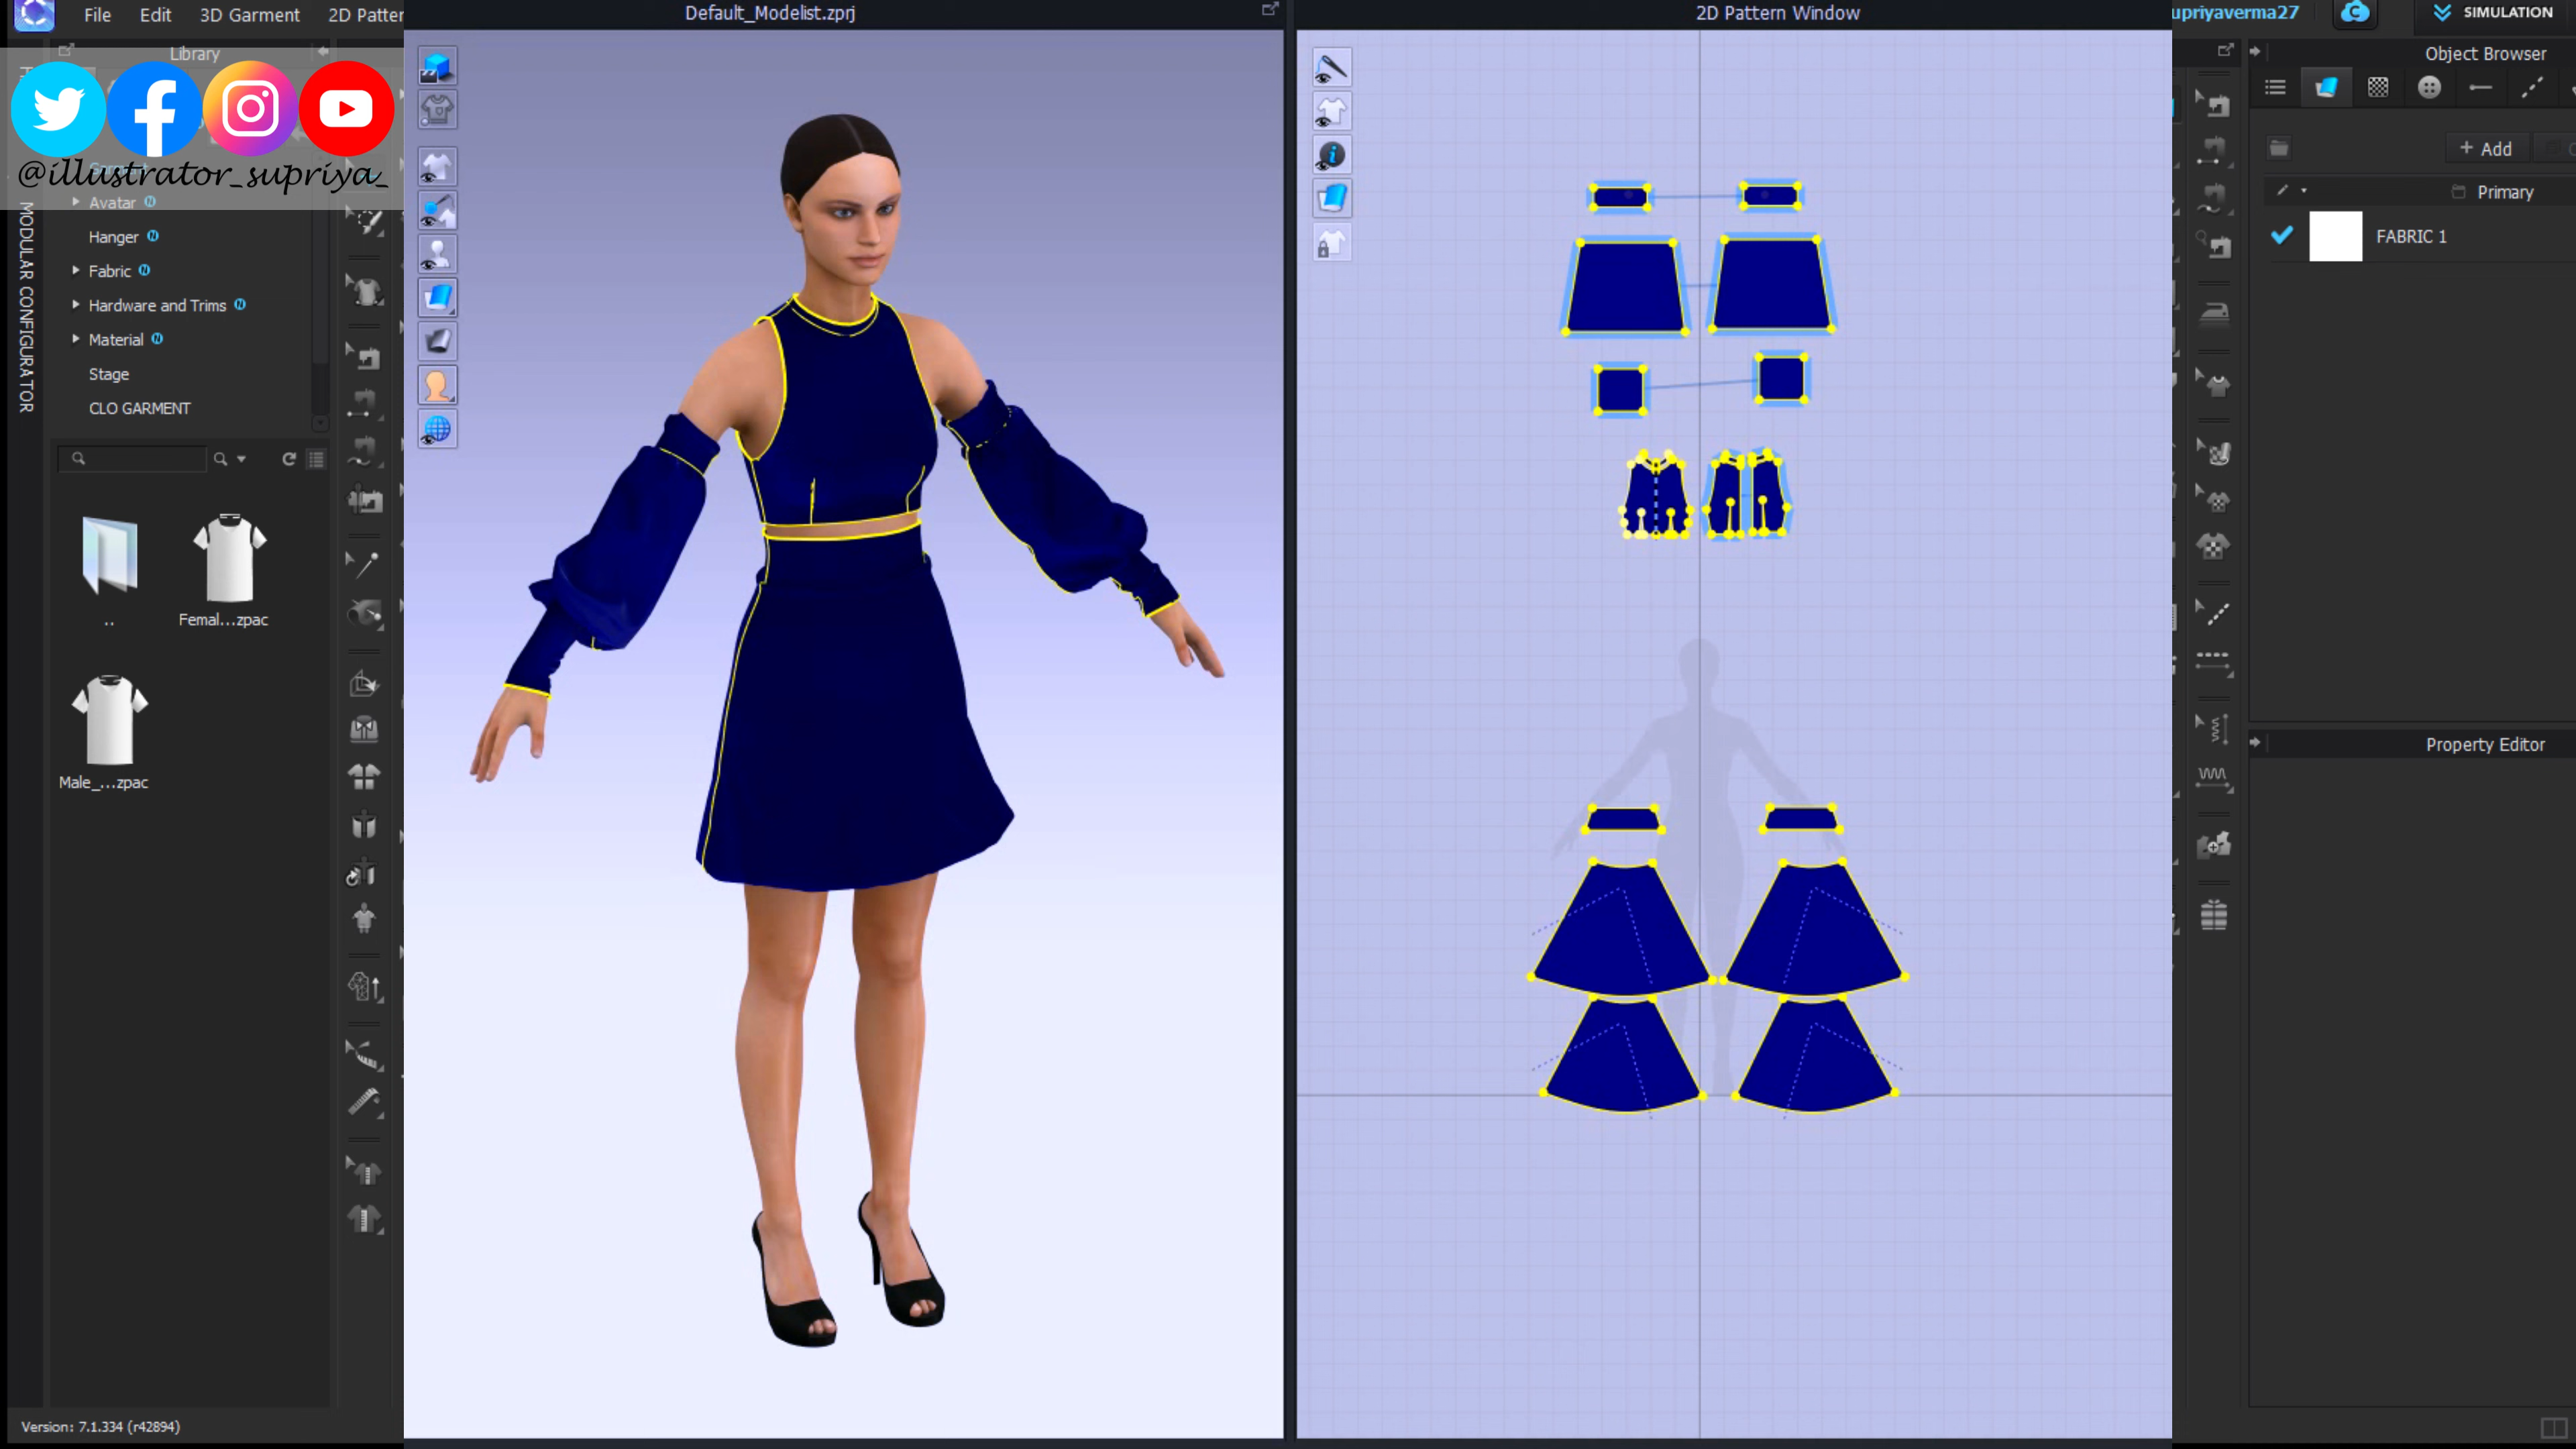 File Edit 3D Garment 2D Patter
Default_Modelist.zprj
2D Pattern Window
upriyaverma27
SIMULATION
Library
@illustrator_supriya_
Avatar
Hanger
Fabric
Hardware and Trims
Material
Stage
CLO GARMENT
MODULAR CONFIGURATOR
..
Femal...zpac
Male_...zpac
Version: 7.1.334 (r42894)
Object Browser
+ Add
Primary
FABRIC 1
Property Editor